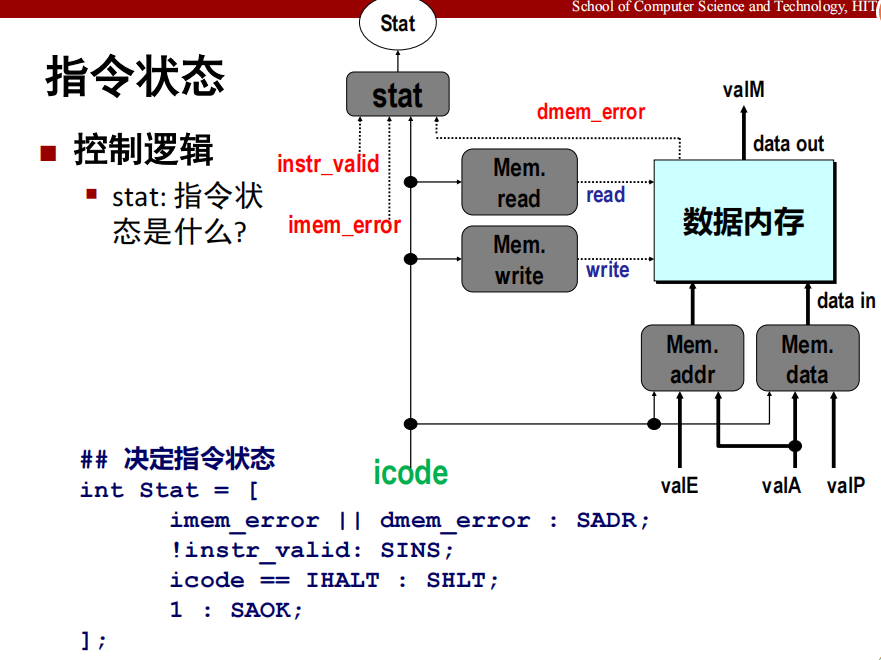 School of Computer Science and Technology, HIT
Stat
指令状态
stat
valM
dmem_error
data out
■ 控制逻辑
instr_valid
Mem.
read
read
数据内存
■ stat: 指令状
态是什么?
imem_error
Mem.
write
write
data in
Mem.
addr
Mem.
data
icode
valE
valA
valP
## 决定指令状态
int Stat = [
imem_error || dmem_error : SADR;
!instr_valid: SINS;
icode == IHALT : SHLT;
1 : SAOK;
];